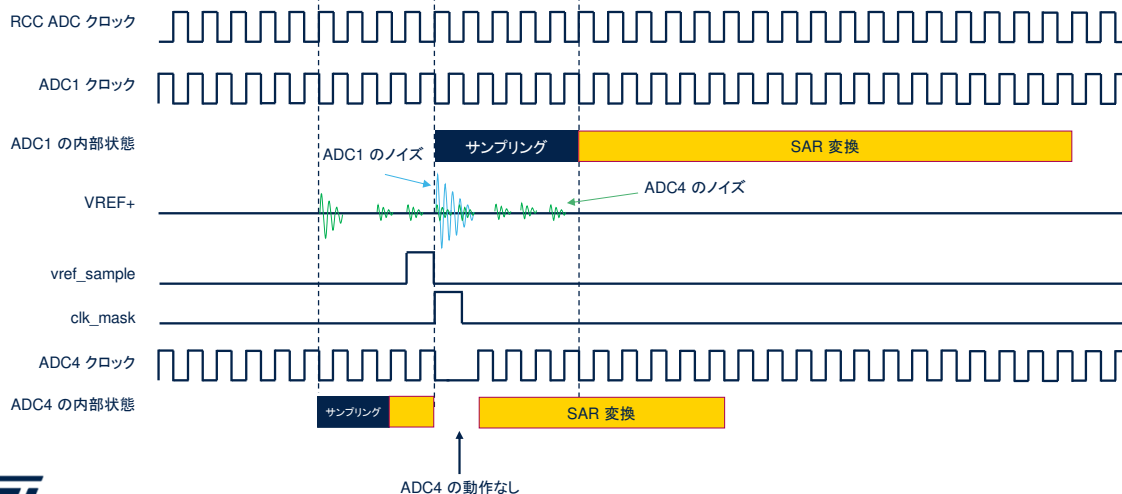 RCC ADC クロック
ADC1 クロック
ADC1 の内部状態
サンプリング
SAR 変換
ADC1 のノイズ
ADC4 のノイズ
VREF+
vref_sample
clk_mask
ADC4 クロック
ADC4 の内部状態
サンプリング
SAR 変換
ADC4 の動作なし